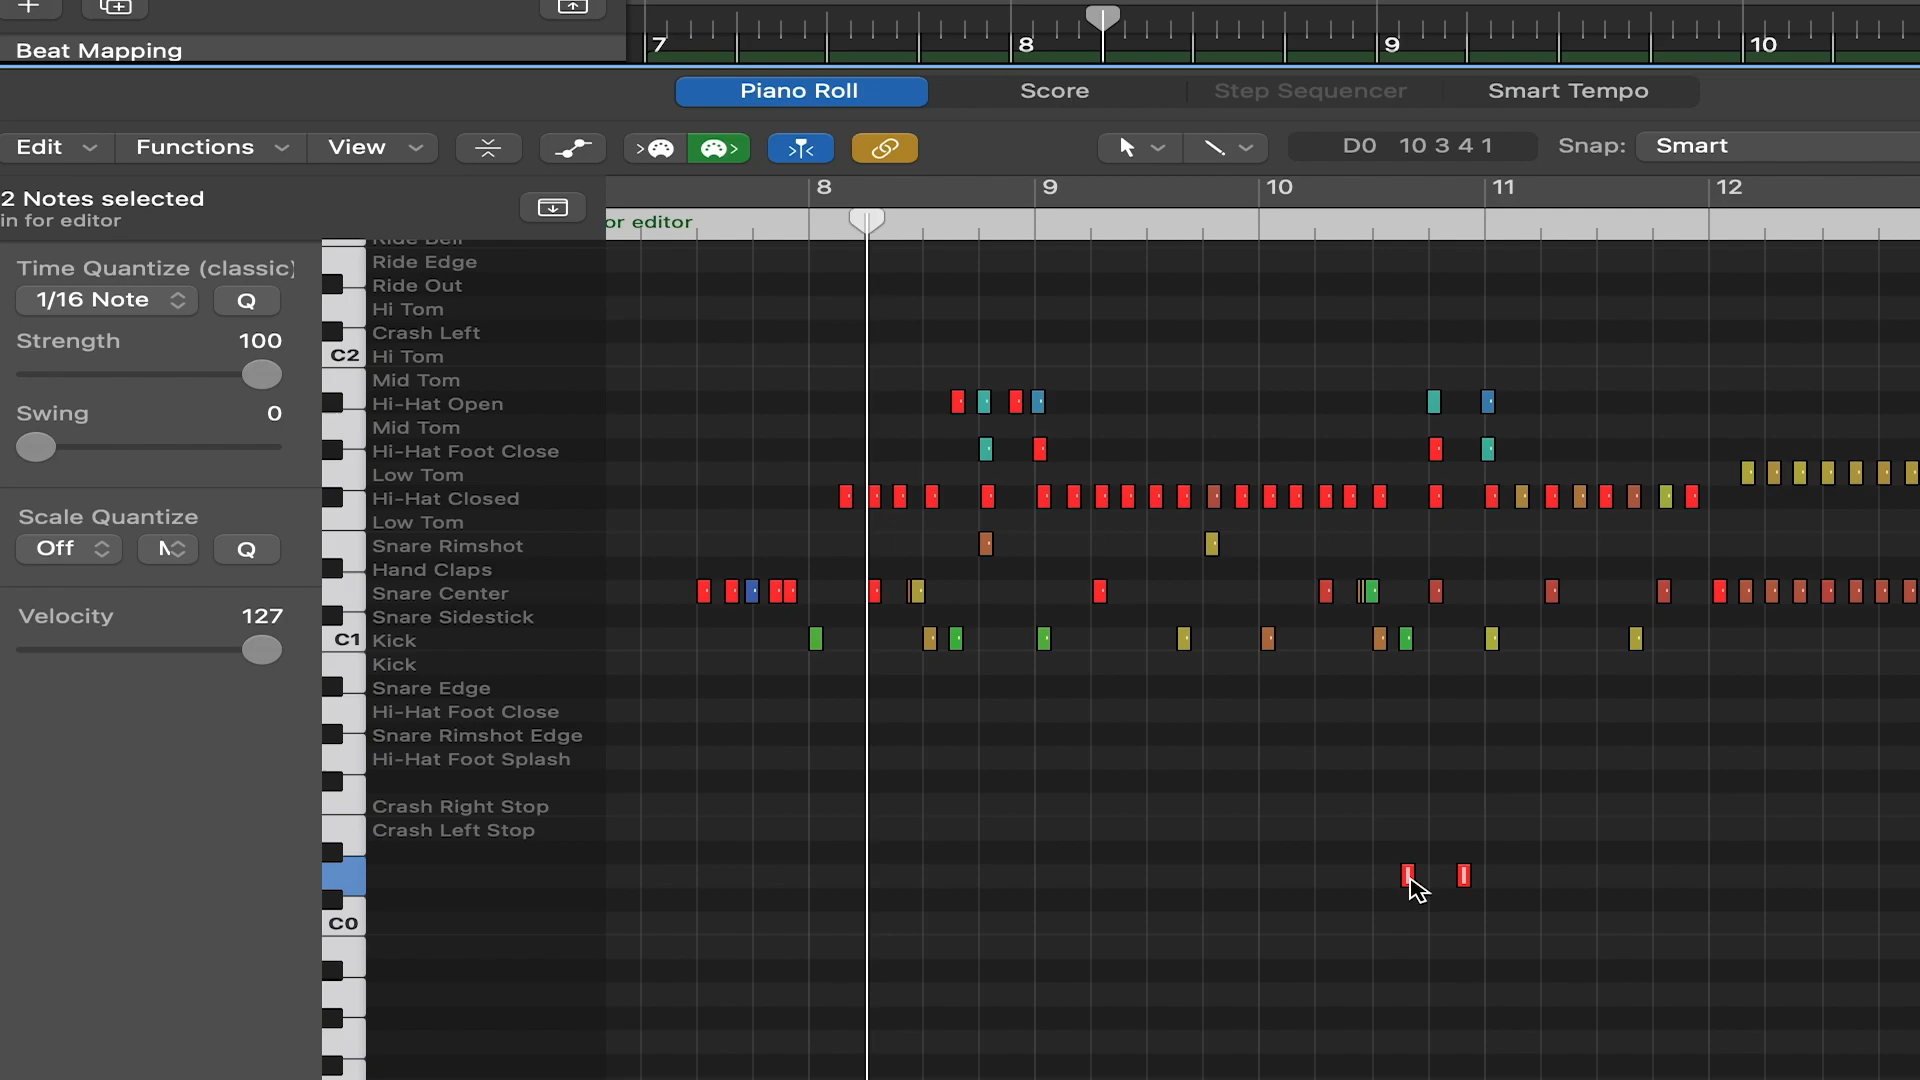 Beat Mapping
7
8
9
10
Piano Roll
Score
Step Sequencer
Smart Tempo
Edit
Functions
View
D0 10 3 4 1
Snap:
Smart
2 Notes selected
in for editor
8
9
10
11
12
or editor
Time Quantize (classic)
1/16 Note
Q
Strength
100
Swing
0
Scale Quantize
Off
Q
Velocity
127
Ride Bell
Ride Edge
Ride Out
Hi Tom
Crash Left
C2
Hi Tom
Mid Tom
Hi-Hat Open
Mid Tom
Hi-Hat Foot Close
Low Tom
Hi-Hat Closed
Low Tom
Snare Rimshot
Hand Claps
Snare Center
Snare Sidestick
C1
Kick
Kick
Snare Edge
Hi-Hat Foot Close
Snare Rimshot Edge
Hi-Hat Foot Splash
Crash Right Stop
Crash Left Stop
C0